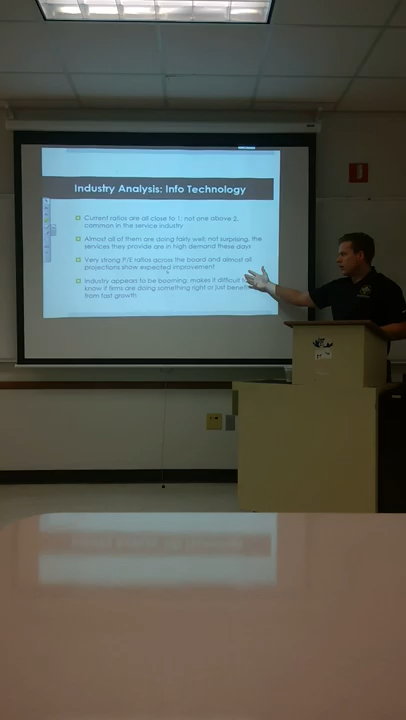 Industry Analysis: Info Technology
Current ratios are all close to 1, not one above 2,
common in the service industry
Almost all of them are doing fairly well; not surprising, the
services they provide are in high demand these days
Very strong P/E ratios across the board and almost all
projections show expected improvement
Industry appears to be booming, makes it difficult
know if firms are doing something right or just
from fast growth